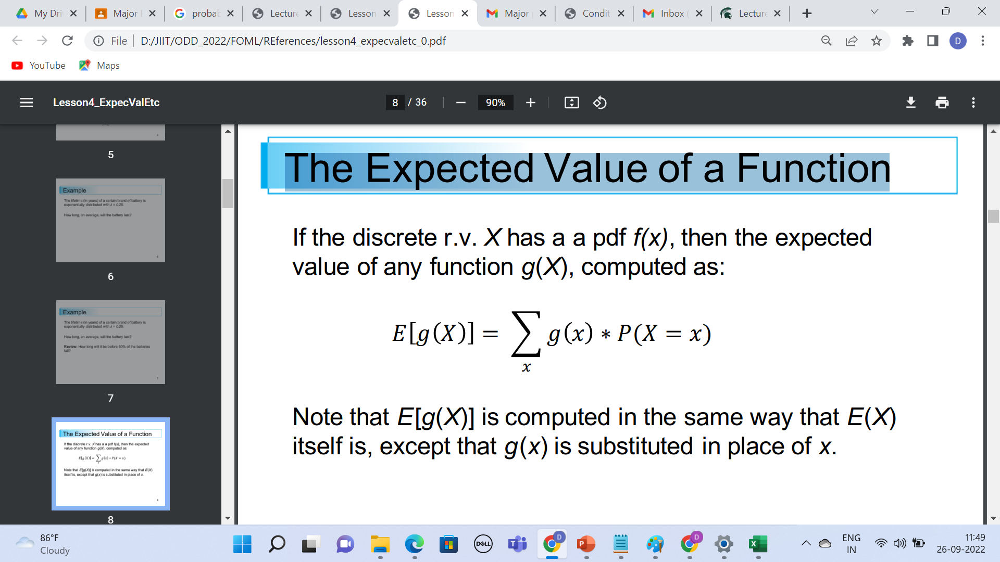 My Dri
Major
probab
Lecture
Lesson
Lesson
Major
Condit
Inbox (
Lecture
File
D:/JIIT/ODD_2022/FOML/REferences/lesson4_expecvaletc_0.pdf
D
YouTube
Maps
Lesson4_ExpecValEtc
8 / 36
90%
5
Example
The lifetime (in years) of a certain brand of battery is
exponentially distributed with λ = 0.25.
How long, on average, will the battery last?
6
6
Example
The lifetime (in years) of a certain brand of battery is
exponentially distributed with λ = 0.25.
How long, on average, will the battery last?
Review: How long will it be before 50% of the batteries
fail?
7
7
The Expected Value of a Function
If the discrete r.v. X has a a pdf f(x), then the expected
value of any function g(X), computed as:
E[g(X)] = ∑ g(x) * P(X = x)
x
Note that E[g(X)] is computed in the same way that E(X)
itself is, except that g(x) is substituted in place of x.
8
8
The Expected Value of a Function
If the discrete r.v. X has a a pdf f(x), then the expected
value of any function g(X), computed as:
E[g(X)] = ∑ g(x) * P(X = x)
x
Note that E[g(X)] is computed in the same way that E(X)
itself is, except that g(x) is substituted in place of x.
86°F
Cloudy
DELL
T
D
P
D
X
ENG
IN
11:49
26-09-2022